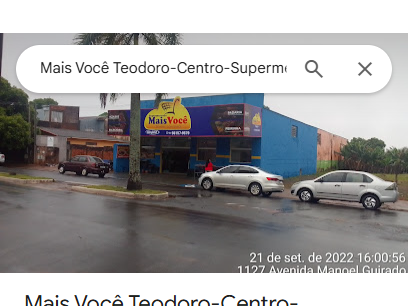 Mais Você Teodoro-Centro-Superme
Mais Você
21 de set. de 2022 16:00:56
1127 Avenida Manoel Guirado
Mais Você Teodoro-Centro-